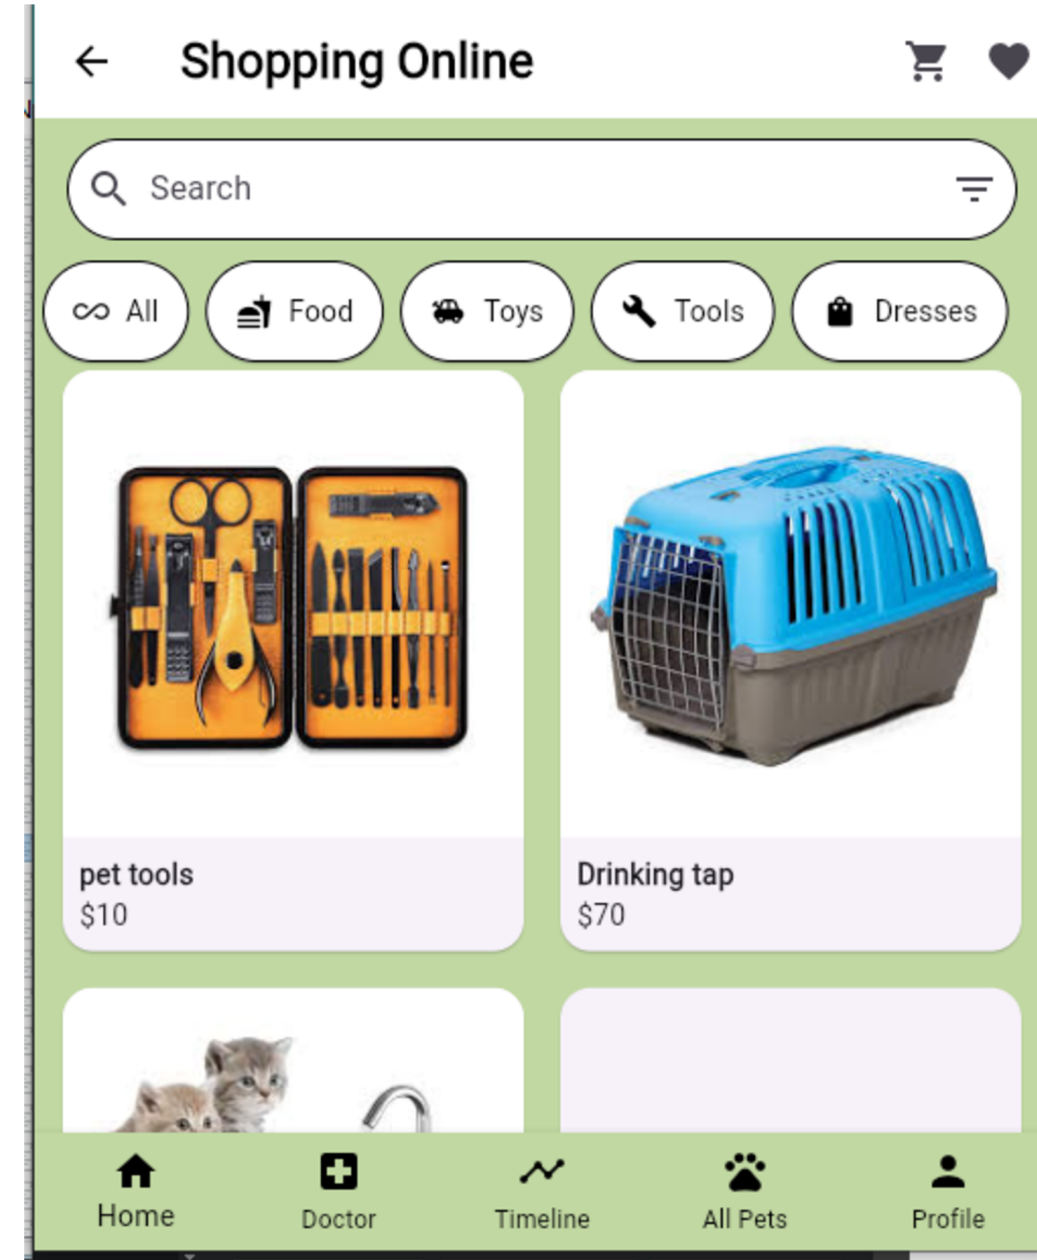 Shopping Online
Search
All
Food
Toys
Tools
Dresses
pet tools
$10
Drinking tap
$70
Home
Doctor
Timeline
All Pets
Profile